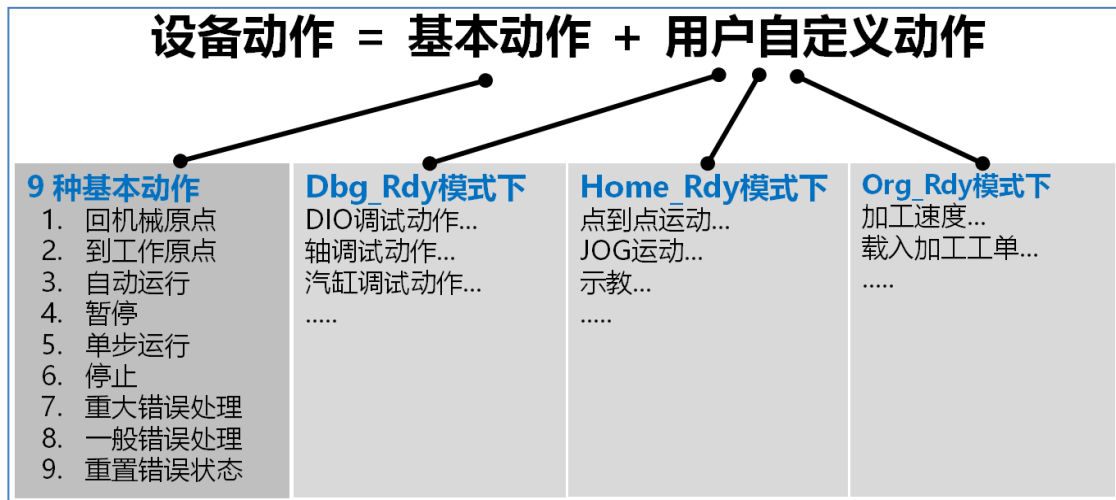 设备动作 = 基本动作 + 用户自定义动作
9 种基本动作
1. 回机械原点
2. 到工作原点
3. 自动运行
4. 暂停
5. 单步运行
6. 停止
7. 重大错误处理
8. 一般错误处理
9. 重置错误状态
Dbg_Rdy模式下
DIO调试动作...
轴调试动作...
汽缸调试动作...
.....
Home_Rdy模式下
点到点运动...
JOG运动...
示教...
.....
Org_Rdy模式下
加工速度...
载入加工工单...
.....